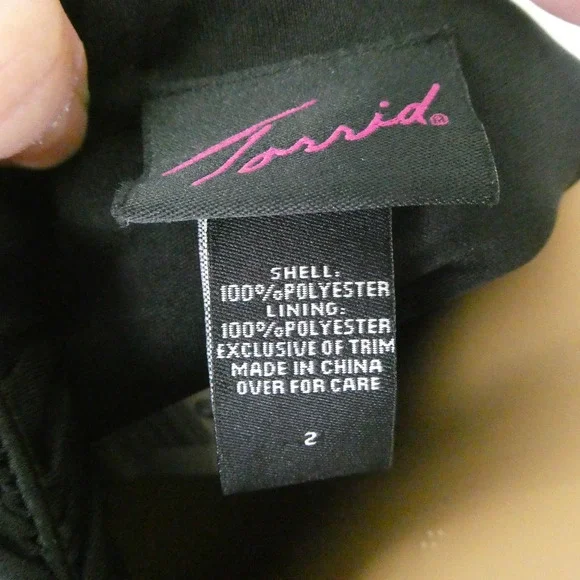 Torrid®
SHELL:
100%POLYESTER
LINING:
100%POLYESTER
EXCLUSIVE OF TRIM
MADE IN CHINA
OVER FOR CARE
2